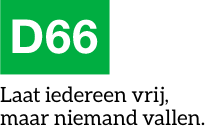 D66
Laat iedereen vrij,
maar niemand vallen.